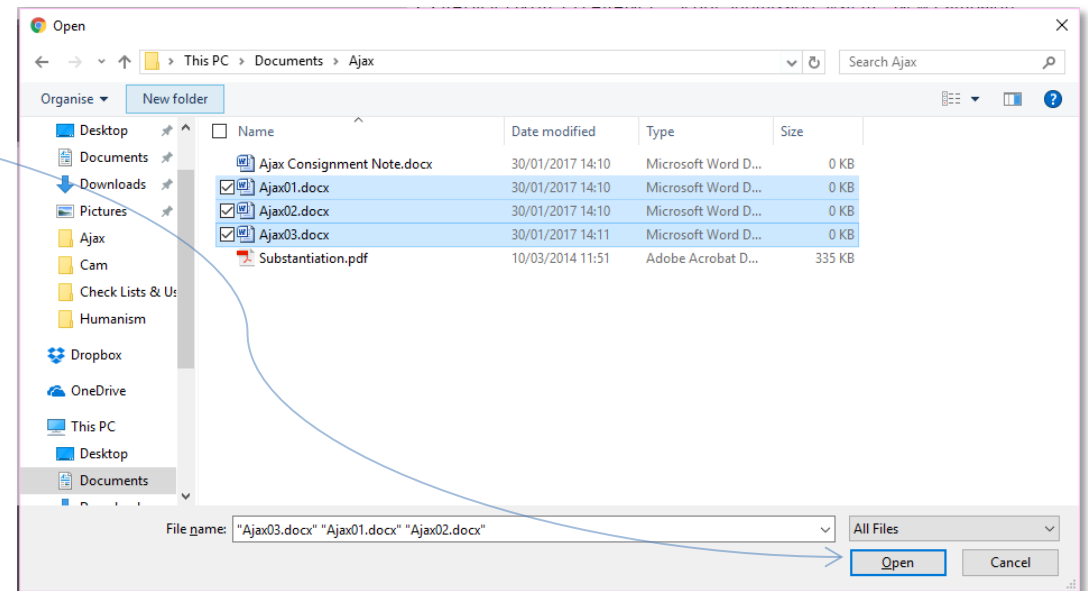 Open
This PC > Documents > Ajax
Search Ajax
Organise
New folder
Name Date modified Type Size
Desktop
Documents
Downloads
Pictures
Ajax
Cam
Check Lists & Us
Humanism
Dropbox
OneDrive
This PC
Desktop
Documents
Ajax Consignment Note.docx 30/01/2017 14:10 Microsoft Word D... 0 KB
Ajax01.docx 30/01/2017 14:10 Microsoft Word D... 0 KB
Ajax02.docx 30/01/2017 14:10 Microsoft Word D... 0 KB
Ajax03.docx 30/01/2017 14:11 Microsoft Word D... 0 KB
Substantiation.pdf 10/03/2014 11:51 Adobe Acrobat D... 335 KB
File name: "Ajax03.docx" "Ajax01.docx" "Ajax02.docx"
All Files
Open Cancel